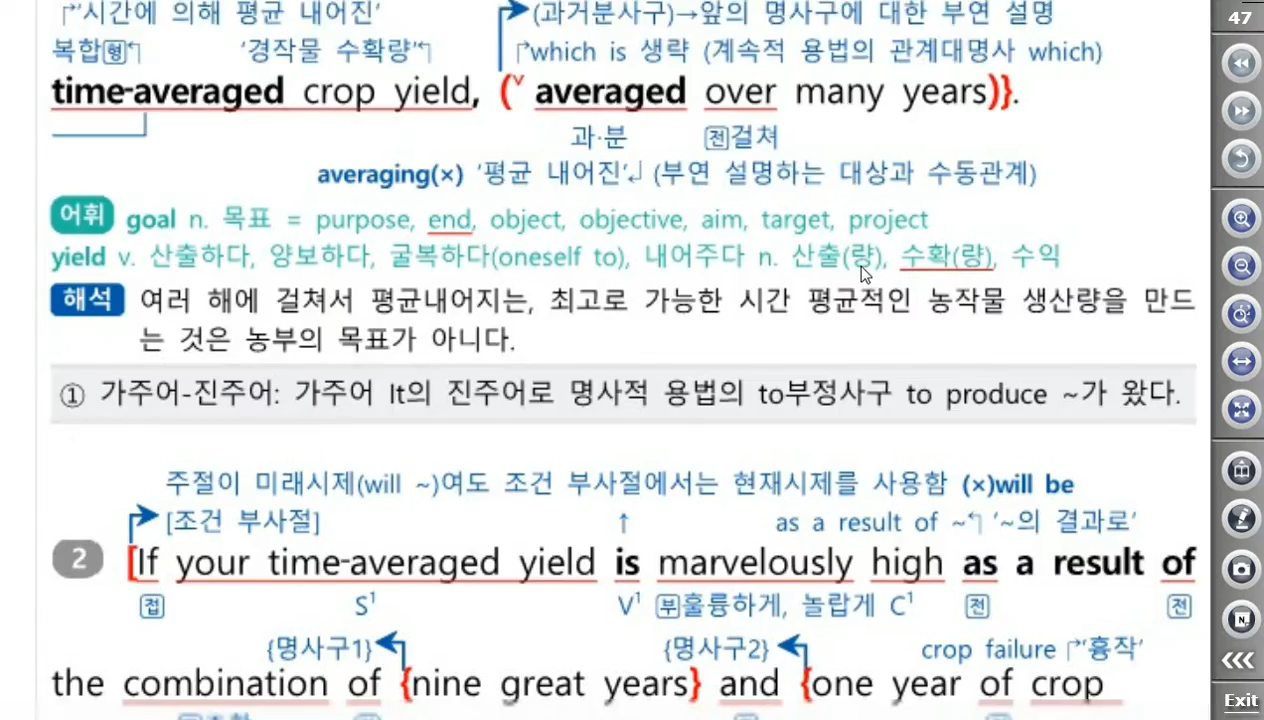 ┌'시간에 의해 평균 내어진' (과거분사구)→앞의 명사구에 대한 부연 설명
복합형┐ '경작물 수확량'┐ ┌which is 생략 (계속적 용법의 관계대명사 which)
time-averaged crop yield, (ᵛ averaged over many years)}.
과·분 전걸쳐
averaging(×) '평균 내어진'┘ (부연 설명하는 대상과 수동관계)
어휘 goal n. 목표 = purpose, end, object, objective, aim, target, project
yield v. 산출하다, 양보하다, 굴복하다(oneself to), 내어주다 n. 산출(량), 수확(량), 수익
해석 여러 해에 걸쳐서 평균내어지는, 최고로 가능한 시간 평균적인 농작물 생산량을 만드
는 것은 농부의 목표가 아니다.
① 가주어-진주어: 가주어 It의 진주어로 명사적 용법의 to부정사구 to produce ~가 왔다.
주절이 미래시제(will ~)여도 조건 부사절에서는 현재시제를 사용함 (×)will be
[조건 부사절] ↑ as a result of ~┐ '~의 결과로'
2 [If your time-averaged yield is marvelously high as a result of
접 S¹ V¹ 부훌륭하게, 놀랍게 C¹ 전 전
{명사구1} {명사구2} crop failure ┌'흉작'
the combination of {nine great years} and {one year of crop
47
N
Exit